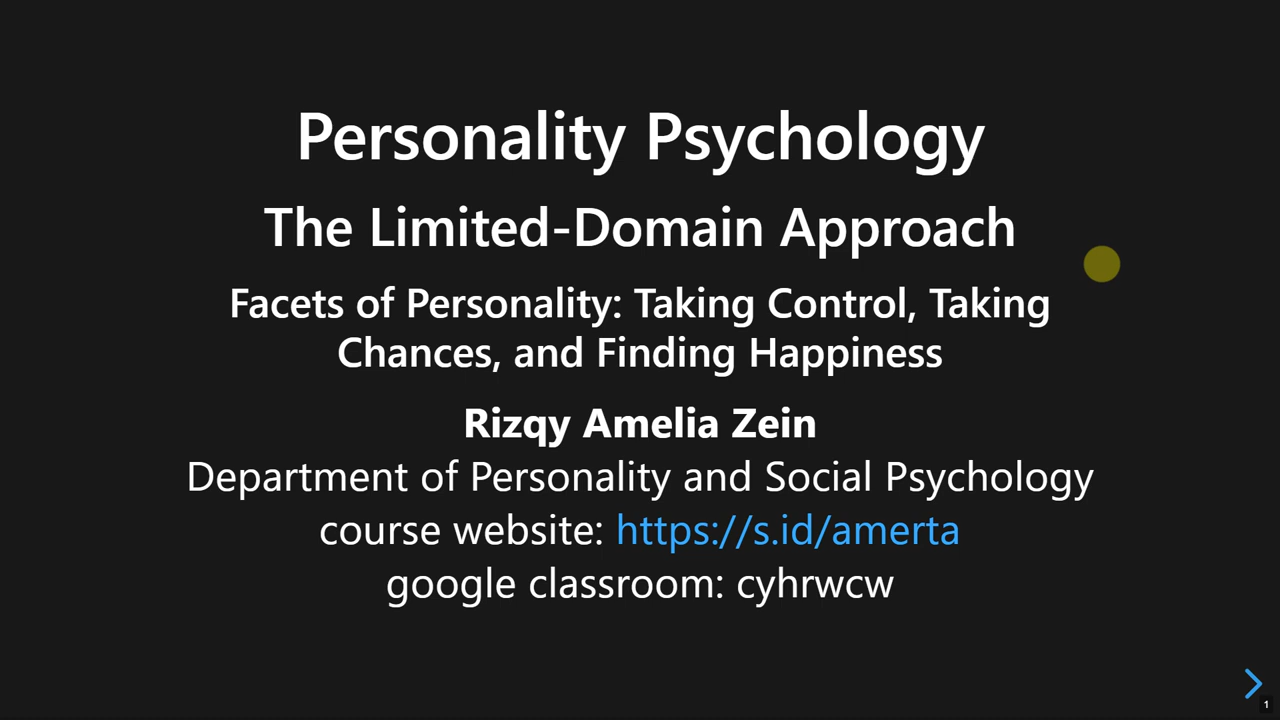 Personality Psychology
The Limited-Domain Approach
Facets of Personality: Taking Control, Taking
Chances, and Finding Happiness
Rizqy Amelia Zein
Department of Personality and Social Psychology
course website: https://s.id/amerta
google classroom: cyhrwcw
1